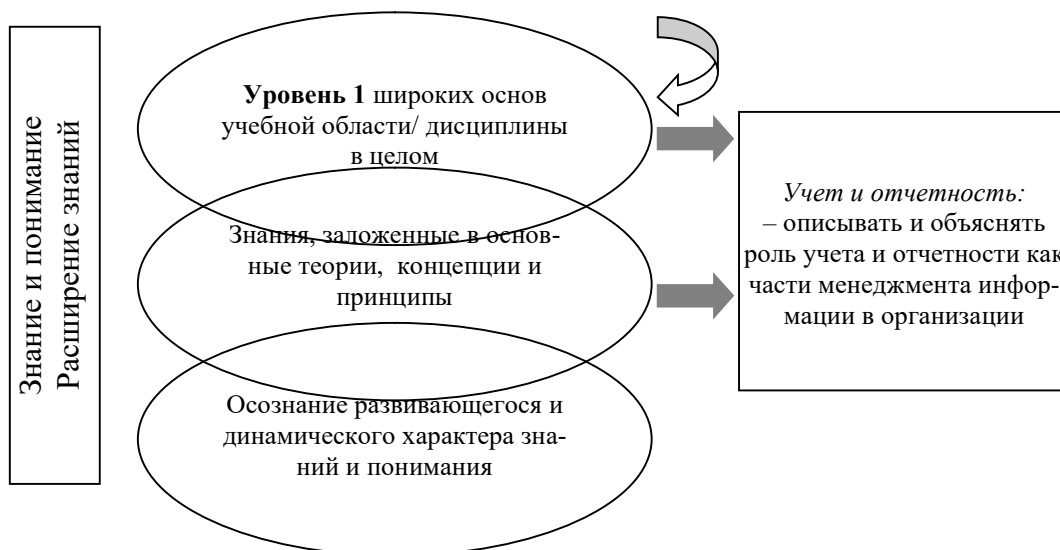 Знание и понимание
Расширение знаний
Уровень 1 широких основ
учебной области/ дисциплины
в целом
Знания, заложенные в основ-
ные теории, концепции и
принципы
Осознание развивающегося и
динамического характера зна-
ний и понимания
Учет и отчетность:
– описывать и объяснять
роль учета и отчетности как
части менеджмента инфор-
мации в организации